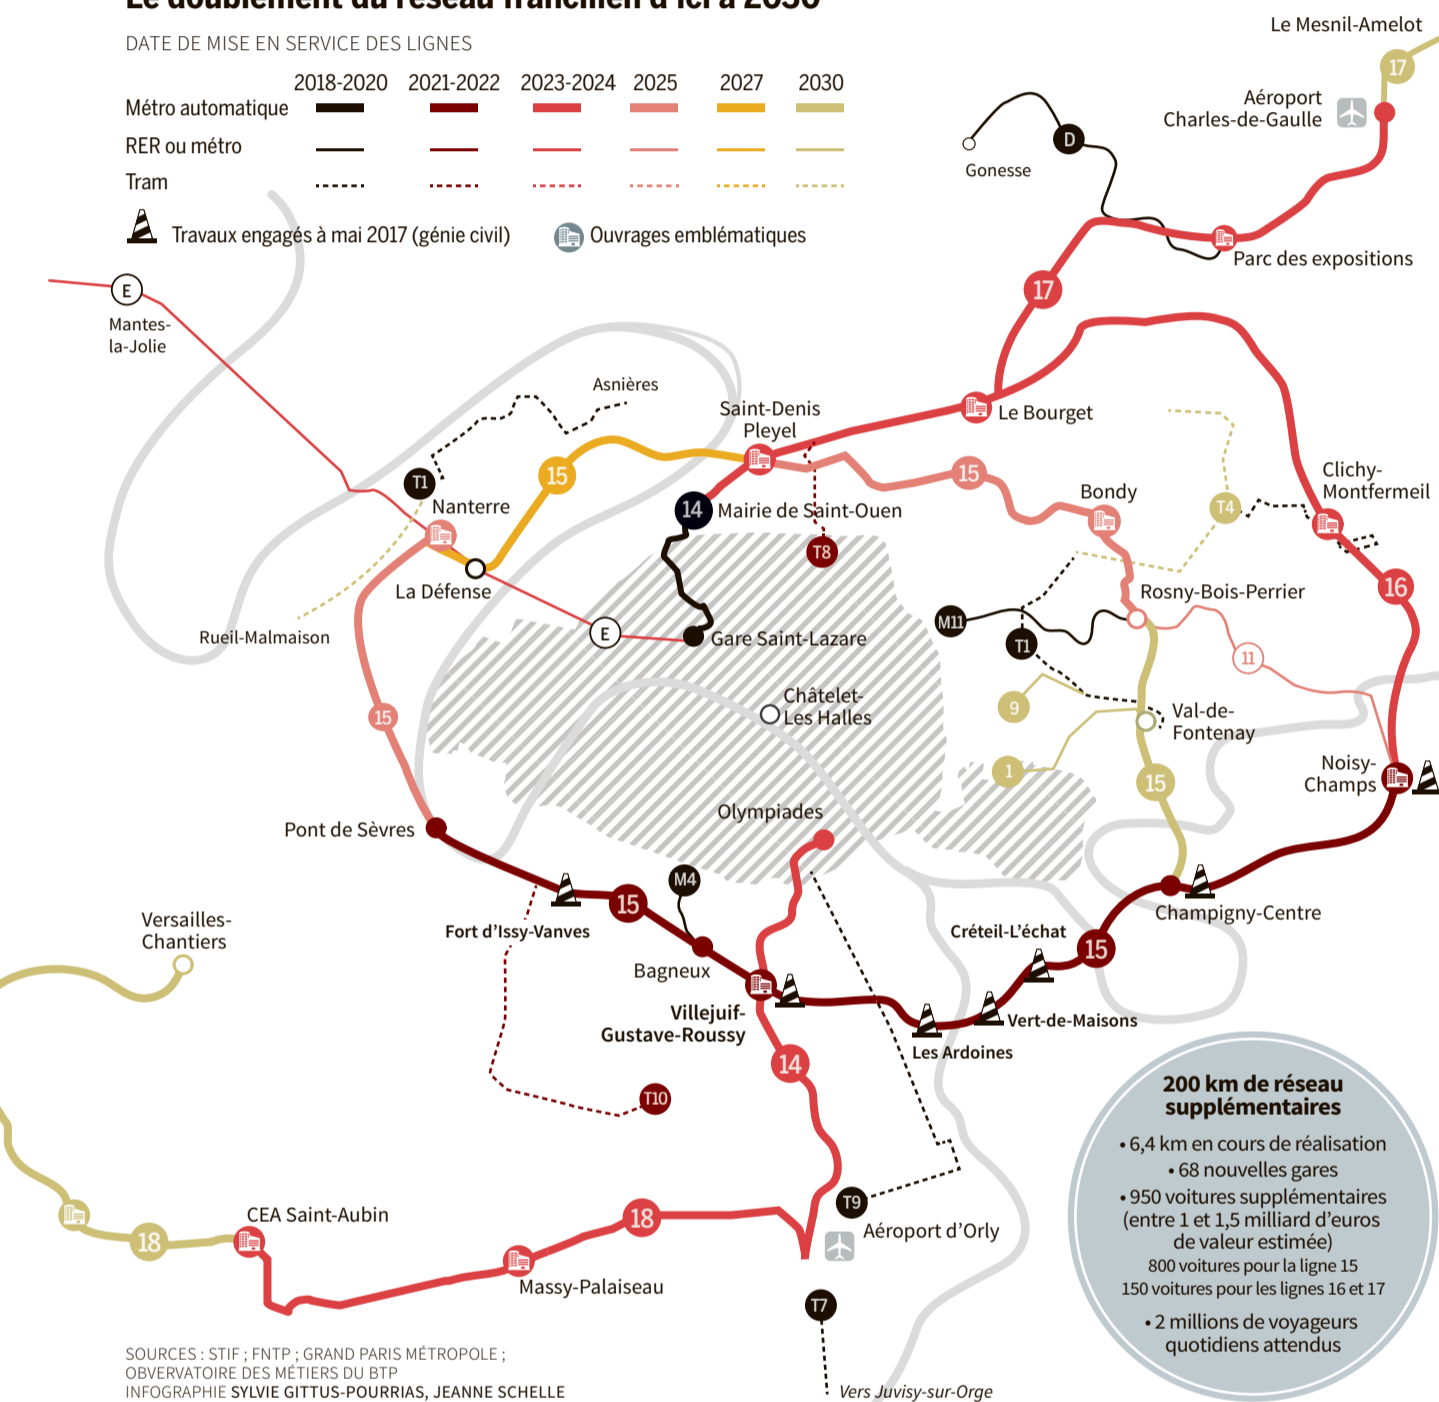 Le doublement du réseau francilien d'ici à 2030
DATE DE MISE EN SERVICE DES LIGNES
2018-2020 2021-2022 2023-2024 2025 2027 2030
Métro automatique
RER ou métro
Tram
Travaux engagés à mai 2017 (génie civil)
Ouvrages emblématiques
Le Mesnil-Amelot
17
Aéroport
Charles-de-Gaulle
D
Gonesse
Parc des expositions
17
E
Mantes-
la-Jolie
Asnières
Saint-Denis
Pleyel
Le Bourget
15
15
T1
Nanterre
14
Mairie de Saint-Ouen
Bondy
Clichy-
Montfermeil
T4
T8
La Défense
Rosny-Bois-Perrier
16
Rueil-Malmaison
E
Gare Saint-Lazare
M11
T1
11
15
Châtelet-
Les Halles
9
Val-de-
Fontenay
1
15
Noisy-
Champs
Olympiades
Pont de Sèvres
M4
15
Versailles-
Chantiers
Fort d'Issy-Vanves
Créteil-L'échat
Champigny-Centre
15
Bagneux
Villejuif-
Gustave-Roussy
Vert-de-Maisons
Les Ardoines
14
T10
T9
Aéroport d'Orly
CEA Saint-Aubin
18
18
Massy-Palaiseau
T7
Vers Juvisy-sur-Orge
200 km de réseau
supplémentaires
• 6,4 km en cours de réalisation
• 68 nouvelles gares
• 950 voitures supplémentaires
(entre 1 et 1,5 milliard d'euros
de valeur estimée)
800 voitures pour la ligne 15
150 voitures pour les lignes 16 et 17
• 2 millions de voyageurs
quotidiens attendus
SOURCES : STIF ; FNTP ; GRAND PARIS MÉTROPOLE ;
OBVERVATOIRE DES MÉTIERS DU BTP
INFOGRAPHIE SYLVIE GITTUS-POURRIAS, JEANNE SCHELLE